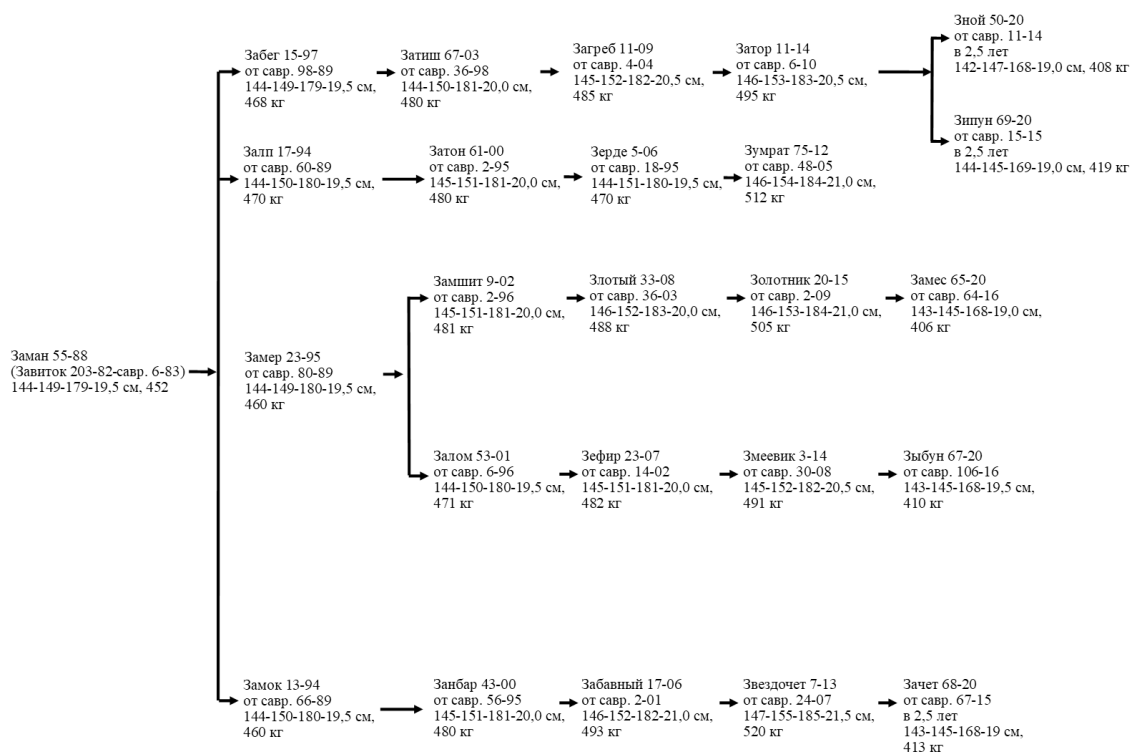 Заман 55-88
(Завиток 203-82-савр. 6-83)
144-149-179-19,5 см, 452
Забег 15-97
от савр. 98-89
144-149-179-19,5 см,
468 кг
Затиш 67-03
от савр. 36-98
144-150-181-20,0 см,
480 кг
Загреб 11-09
от савр. 4-04
145-152-182-20,5 см,
485 кг
Затор 11-14
от савр. 6-10
146-153-183-20,5 см,
495 кг
Зной 50-20
от савр. 11-14
в 2,5 лет
142-147-168-19,0 см, 408 кг
Зипун 69-20
от савр. 15-15
в 2,5 лет
144-145-169-19,0 см, 419 кг
Залп 17-94
от савр. 60-89
144-150-180-19,5 см,
470 кг
Затон 61-00
от савр. 2-95
145-151-181-20,0 см,
480 кг
Зерде 5-06
от савр. 18-95
144-151-180-19,5 см,
470 кг
Зумрат 75-12
от савр. 48-05
146-154-184-21,0 см,
512 кг
Замер 23-95
от савр. 80-89
144-149-180-19,5 см,
460 кг
Замшит 9-02
от савр. 2-96
145-151-181-20,0 см,
481 кг
Злотый 33-08
от савр. 36-03
146-152-183-20,0 см,
488 кг
Золотник 20-15
от савр. 2-09
146-153-184-21,0 см,
505 кг
Замес 65-20
от савр. 64-16
143-145-168-19,0 см,
406 кг
Залом 53-01
от савр. 6-96
144-150-180-19,5 см,
471 кг
Зефир 23-07
от савр. 14-02
145-151-181-20,0 см,
482 кг
Змеевик 3-14
от савр. 30-08
145-152-182-20,5 см,
491 кг
Зыбун 67-20
от савр. 106-16
143-145-168-19,5 см,
410 кг
Замок 13-94
от савр. 66-89
144-150-180-19,5 см,
460 кг
Занбар 43-00
от савр. 56-95
145-151-181-20,0 см,
480 кг
Забавный 17-06
от савр. 2-01
146-152-182-21,0 см,
493 кг
Звездочет 7-13
от савр. 24-07
147-155-185-21,5 см,
520 кг
Зачет 68-20
от савр. 67-15
в 2,5 лет
143-145-168-19 см,
413 кг